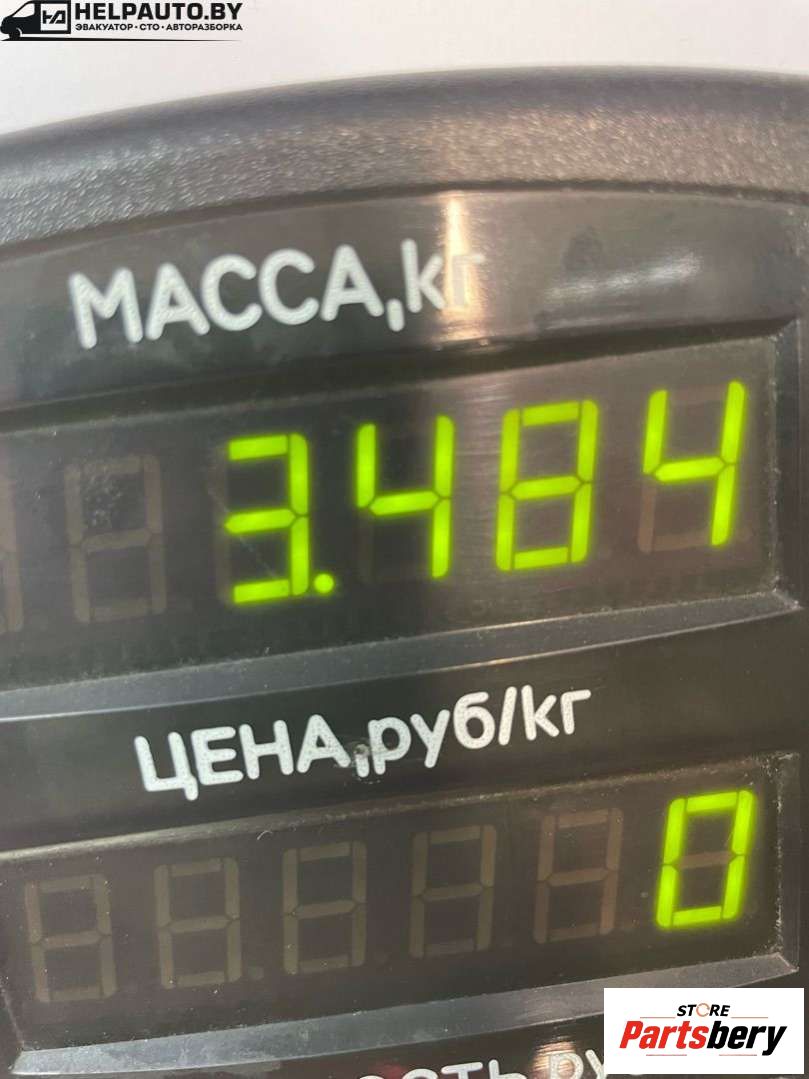 HELPAUTO.BY
ЭВАКУАТОР • СТО • АВТОРАЗБОРКА
МАССА,кг
3.484
ЦЕНА,руб/кг
0
STORE
Partsbery